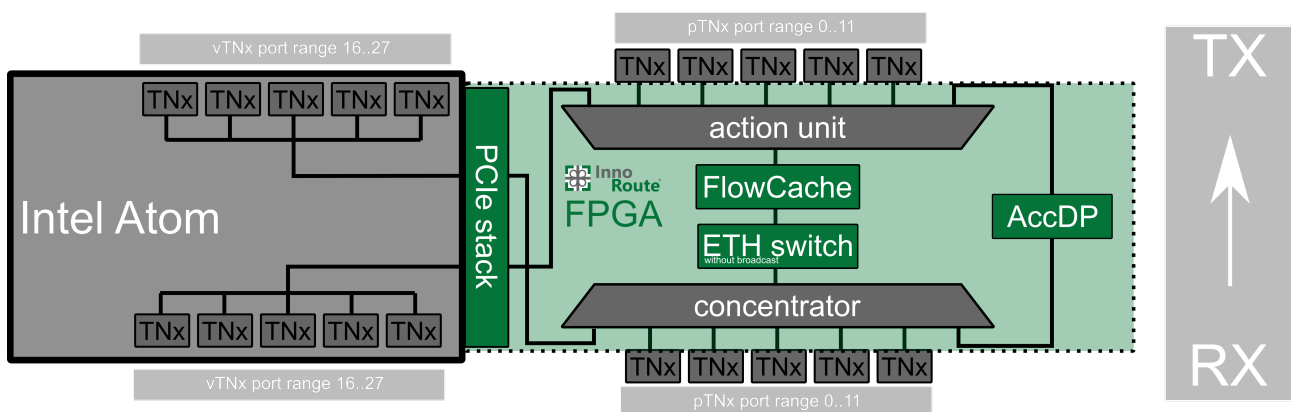 vTNx port range 16..27
pTNx port range 0..11
TX
TNx TNx TNx TNx TNx
TNx TNx TNx TNx TNx
action unit
PCIe stack
Inno
Route
FPGA
FlowCache
Intel Atom
AccDP
ETH switch
without broadcast
concentrator
TNx TNx TNx TNx TNx
TNx TNx TNx TNx TNx
RX
vTNx port range 16..27
pTNx port range 0..11